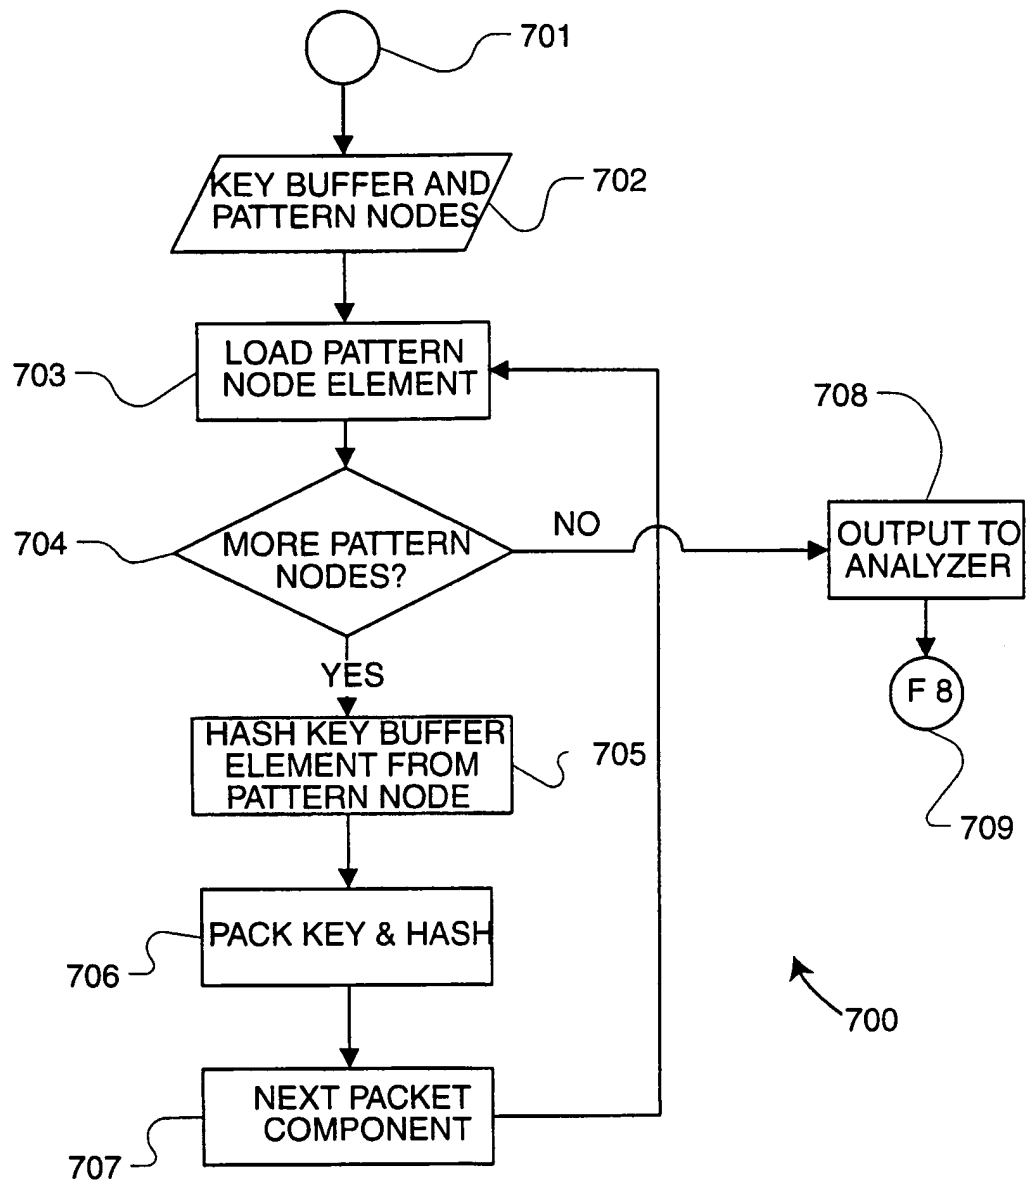 701
KEY BUFFER AND
PATTERN NODES
702
LOAD PATTERN
NODE ELEMENT
703
708
704
MORE PATTERN
NODES?
NO
OUTPUT TO
ANALYZER
YES
F 8
HASH KEY BUFFER
ELEMENT FROM
PATTERN NODE
705
709
PACK KEY & HASH
706
700
NEXT PACKET
COMPONENT
707